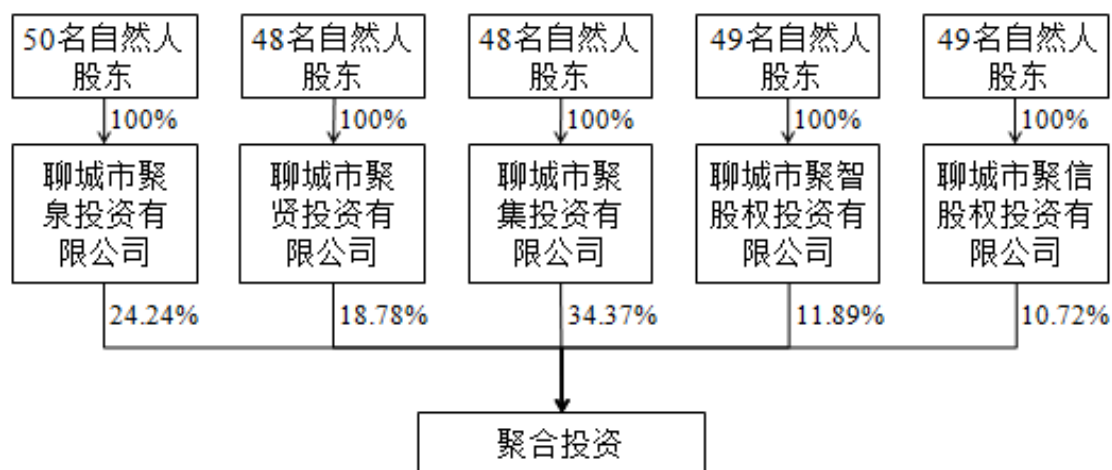 50名自然人
股东
48名自然人
股东
48名自然人
股东
49名自然人
股东
49名自然人
股东
100%
100%
100%
100%
100%
聊城市聚
泉投资有
限公司
聊城市聚
贤投资有
限公司
聊城市聚
集投资有
限公司
聊城市聚智
股权投资有
限公司
聊城市聚信
股权投资有
限公司
24.24%
18.78%
34.37%
11.89%
10.72%
聚合投资